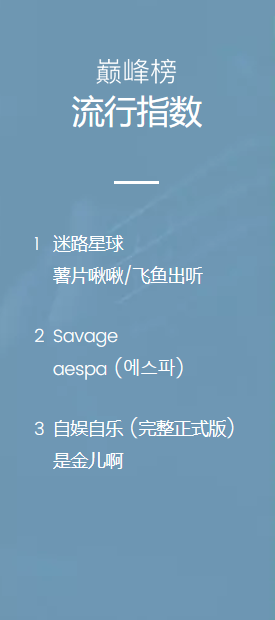 巅峰榜
流行指数
1 迷路星球
薯片啾啾/飞鱼出听
2 Savage
aespa (에스파)
3 自娱自乐 (完整正式版)
是金儿啊